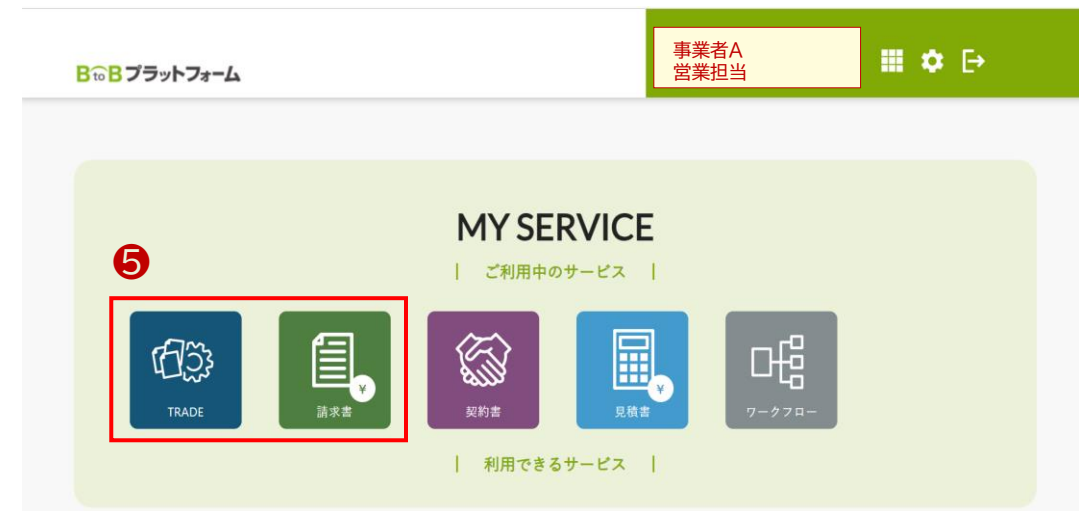 BtoBプラットフォーム
事業者A
営業担当
MY SERVICE
| ご利用中のサービス |
❺
TRADE
請求書
¥
契約書
見積書
¥
ワークフロー
| 利用できるサービス |